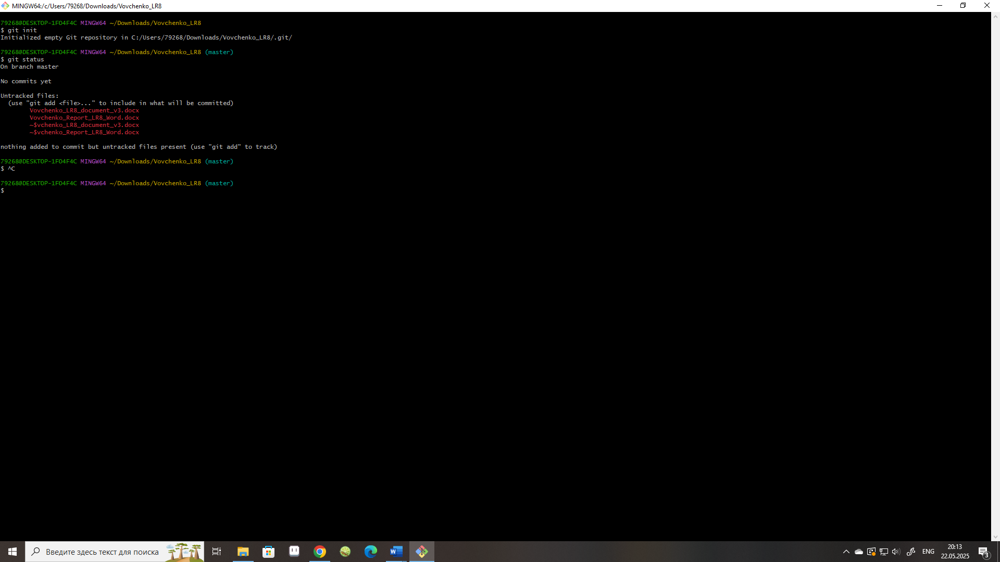 MINGW64:/c/Users/79268/Downloads/Vovchenko_LR8
79268@DESKTOP-1FO4F4C MINGW64 ~/Downloads/Vovchenko_LR8
$ git init
Initialized empty Git repository in C:/Users/79268/Downloads/Vovchenko_LR8/.git/
79268@DESKTOP-1FO4F4C MINGW64 ~/Downloads/Vovchenko_LR8 (master)
$ git status
On branch master
No commits yet
Untracked files:
(use "git add <file>..." to include in what will be committed)
Vovchenko_LR8_document_v3.docx
Vovchenko_Report_LR8_Word.docx
~$vchenko_LR8_document_v3.docx
~$vchenko_Report_LR8_Word.docx
nothing added to commit but untracked files present (use "git add" to track)
79268@DESKTOP-1FO4F4C MINGW64 ~/Downloads/Vovchenko_LR8 (master)
$ ^C
79268@DESKTOP-1FO4F4C MINGW64 ~/Downloads/Vovchenko_LR8 (master)
$
Введите здесь текст для поиска
W
ENG
20:13
22.05.2025
3